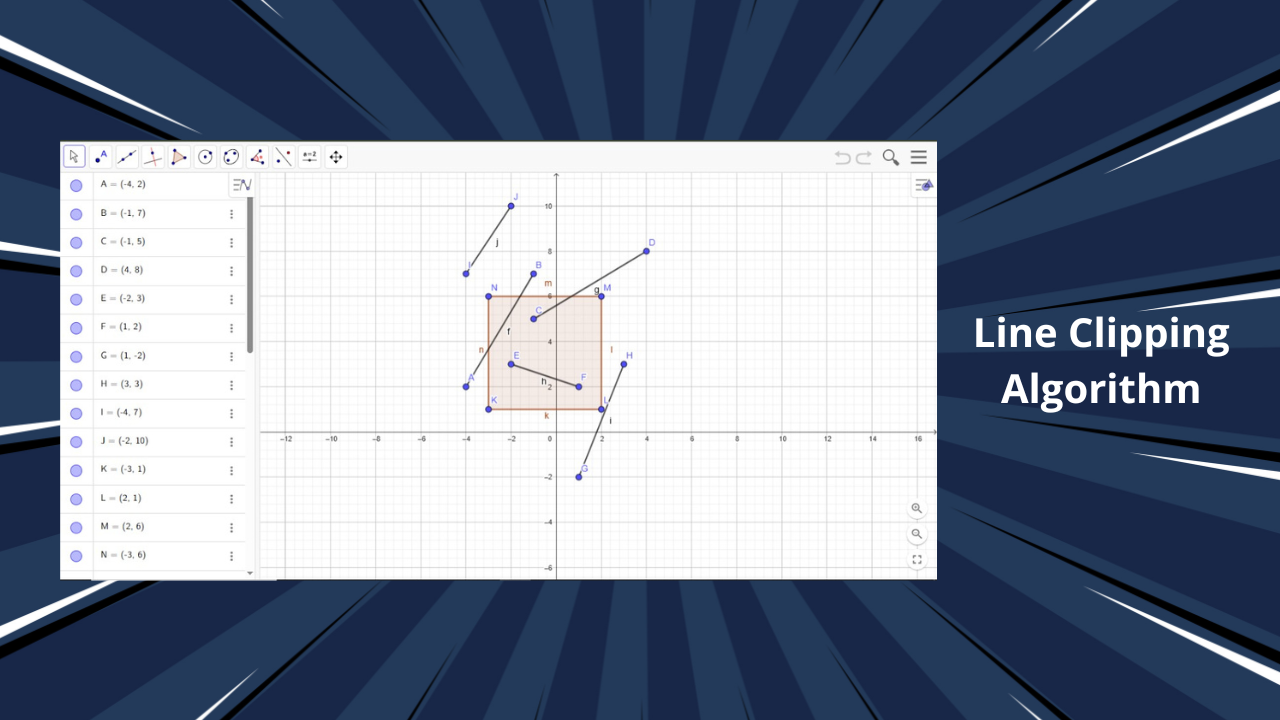 A
a=2
A = (-4, 2)
B = (-1, 7)
C = (-1, 5)
D = (4, 8)
E = (-2, 3)
F = (1, 2)
G = (1, -2)
H = (3, 3)
I = (-4, 7)
J = (-2, 10)
K = (-3, 1)
L = (2, 1)
M = (2, 6)
N = (-3, 6)
J
10
j
D
8
I
B
N
m
g
M
6
C
f
n
4
l
E
H
h
F
2
A
K
L
k
i
-12
-10
-8
-6
-4
-2
0
2
4
6
8
10
12
14
16
G
-2
-4
-6
Line Clipping
Algorithm